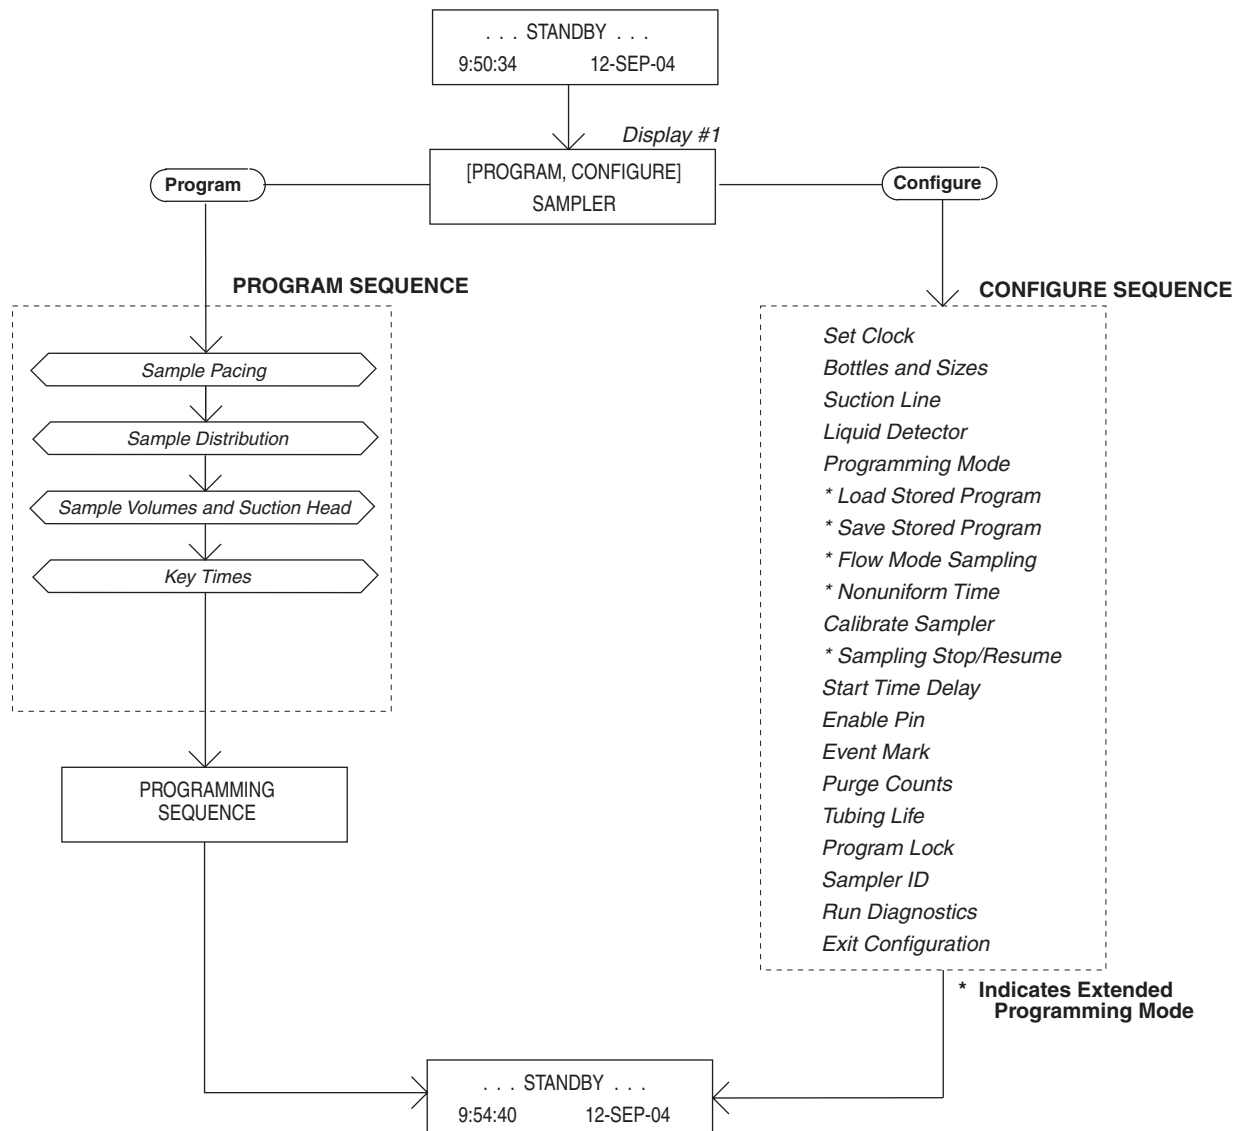 . . . STANDBY . . .
9:50:34 12-SEP-04
Display #1
[PROGRAM, CONFIGURE]
SAMPLER
Program
Configure
PROGRAM SEQUENCE
Sample Pacing
Sample Distribution
Sample Volumes and Suction Head
Key Times
PROGRAMMING
SEQUENCE
CONFIGURE SEQUENCE
Set Clock
Bottles and Sizes
Suction Line
Liquid Detector
Programming Mode
* Load Stored Program
* Save Stored Program
* Flow Mode Sampling
* Nonuniform Time
Calibrate Sampler
* Sampling Stop/Resume
Start Time Delay
Enable Pin
Event Mark
Purge Counts
Tubing Life
Program Lock
Sampler ID
Run Diagnostics
Exit Configuration
* Indicates Extended
Programming Mode
. . . STANDBY . . .
9:54:40 12-SEP-04